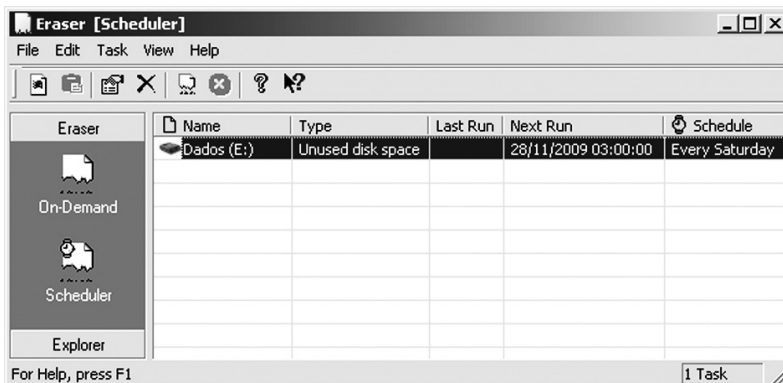 Eraser [Scheduler]
File Edit Task View Help
Eraser
Name Type Last Run Next Run Schedule
Dados (E:) Unused disk space 28/11/2009 03:00:00 Every Saturday
On-Demand
Scheduler
Explorer
For Help, press F1 1 Task